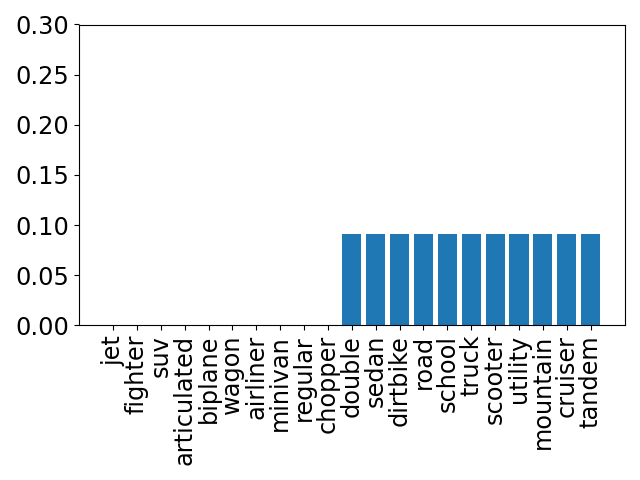 0.30
0.25
0.20
0.15
0.10
0.05
0.00
jet
fighter
suv
articulated
biplane
wagon
airliner
minivan
regular
chopper
double
sedan
dirtbike
road
school
truck
scooter
utility
mountain
cruiser
tandem